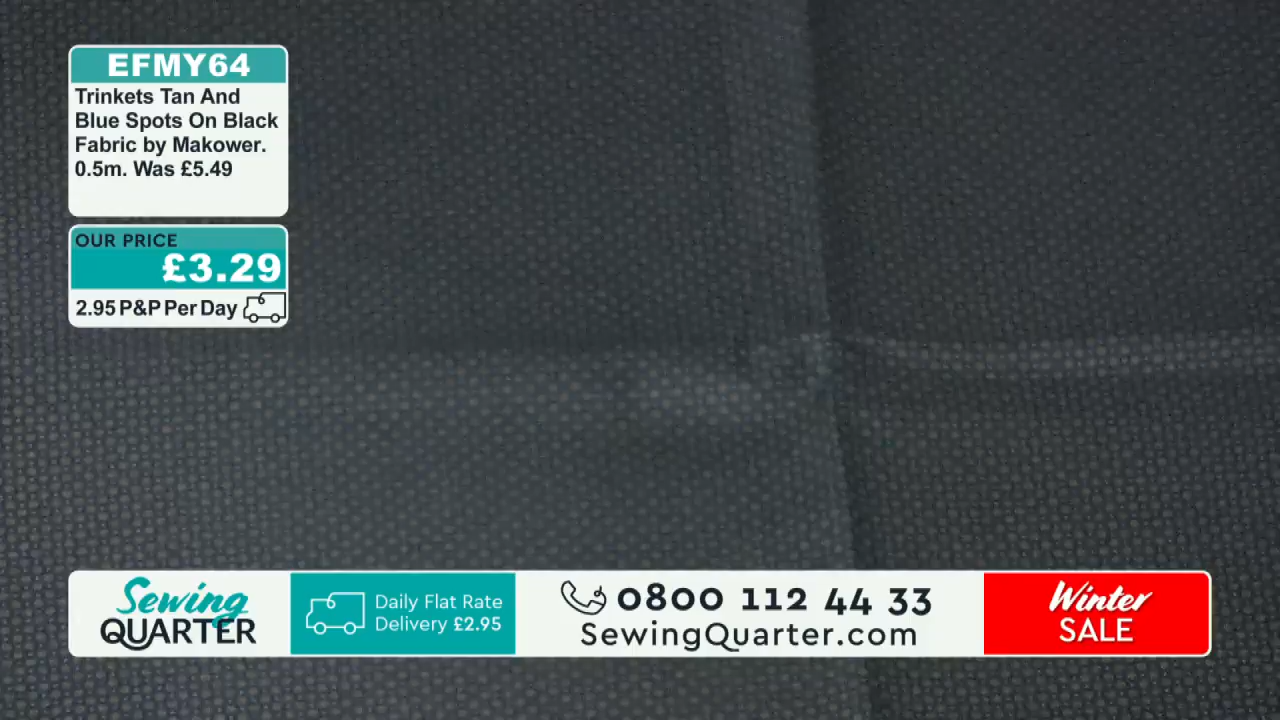 EFMY64
Trinkets Tan And
Blue Spots On Black
Fabric by Makower.
0.5m. Was £5.49
OUR PRICE
£3.29
2.95 P&P Per Day
Sewing
QUARTER
Daily Flat Rate
Delivery £2.95
0800 112 44 33
SewingQuarter.com
Winter
SALE